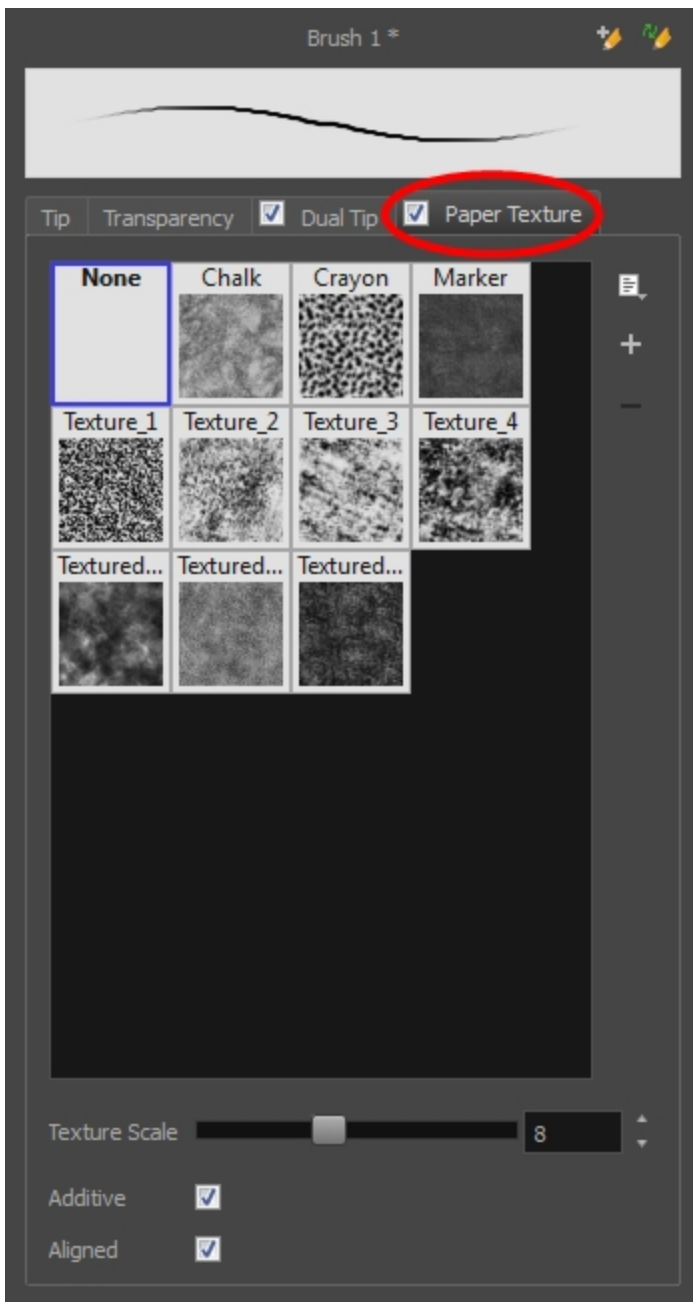 Brush 1 *
Tip Transparency Dual Tip Paper Texture
None Chalk Crayon Marker
Texture_1 Texture_2 Texture_3 Texture_4
Textured... Textured... Textured...
Texture Scale 8
Additive
Aligned